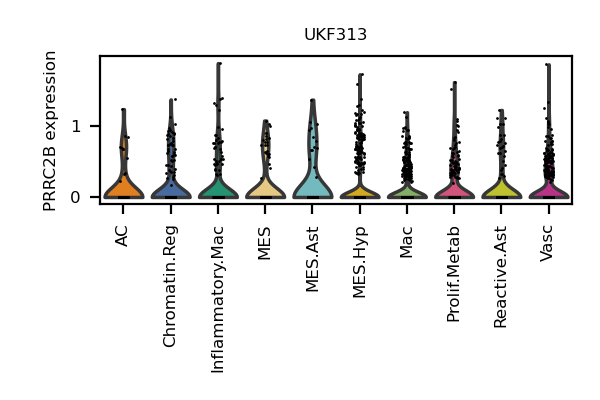 UKF313
PRRC2B expression
1
0
AC
Chromatin.Reg
Inflammatory.Mac
MES
MES.Ast
MES.Hyp
Mac
Prolif.Metab
Reactive.Ast
Vasc